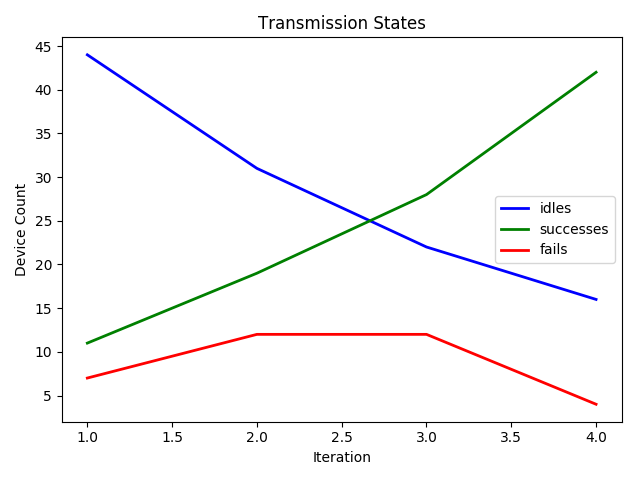 Transmission States
45
40
35
30
25
20
15
10
5
Device Count
idles
successes
fails
1.0 1.5 2.0 2.5 3.0 3.5 4.0
Iteration